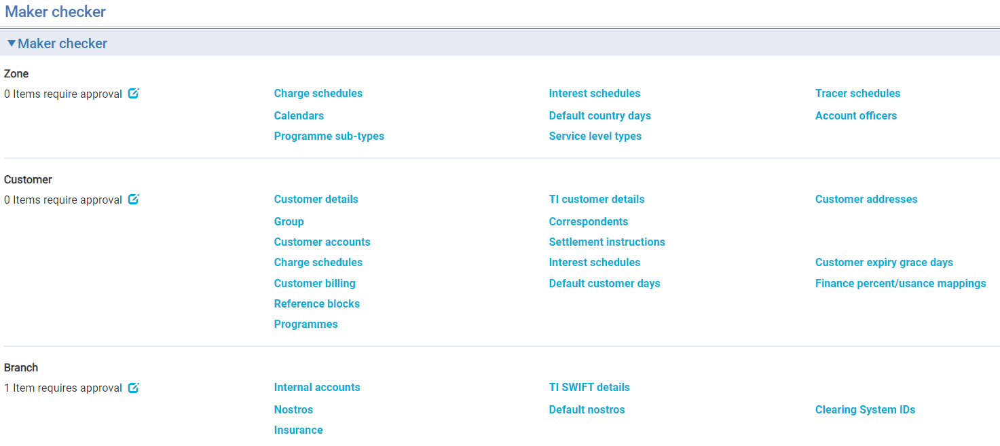 Maker checker
Maker checker
Zone
0 Items require approval Charge schedules Interest schedules Tracer schedules
Calendars Default country days Account officers
Programme sub-types Service level types
Customer
0 Items require approval Customer details TI customer details Customer addresses
Group Correspondents
Customer accounts Settlement instructions
Charge schedules Interest schedules Customer expiry grace days
Customer billing Default customer days Finance percent/usance mappings
Reference blocks
Programmes
Branch
1 Item requires approval Internal accounts TI SWIFT details
Nostros Default nostros Clearing System IDs
Insurance